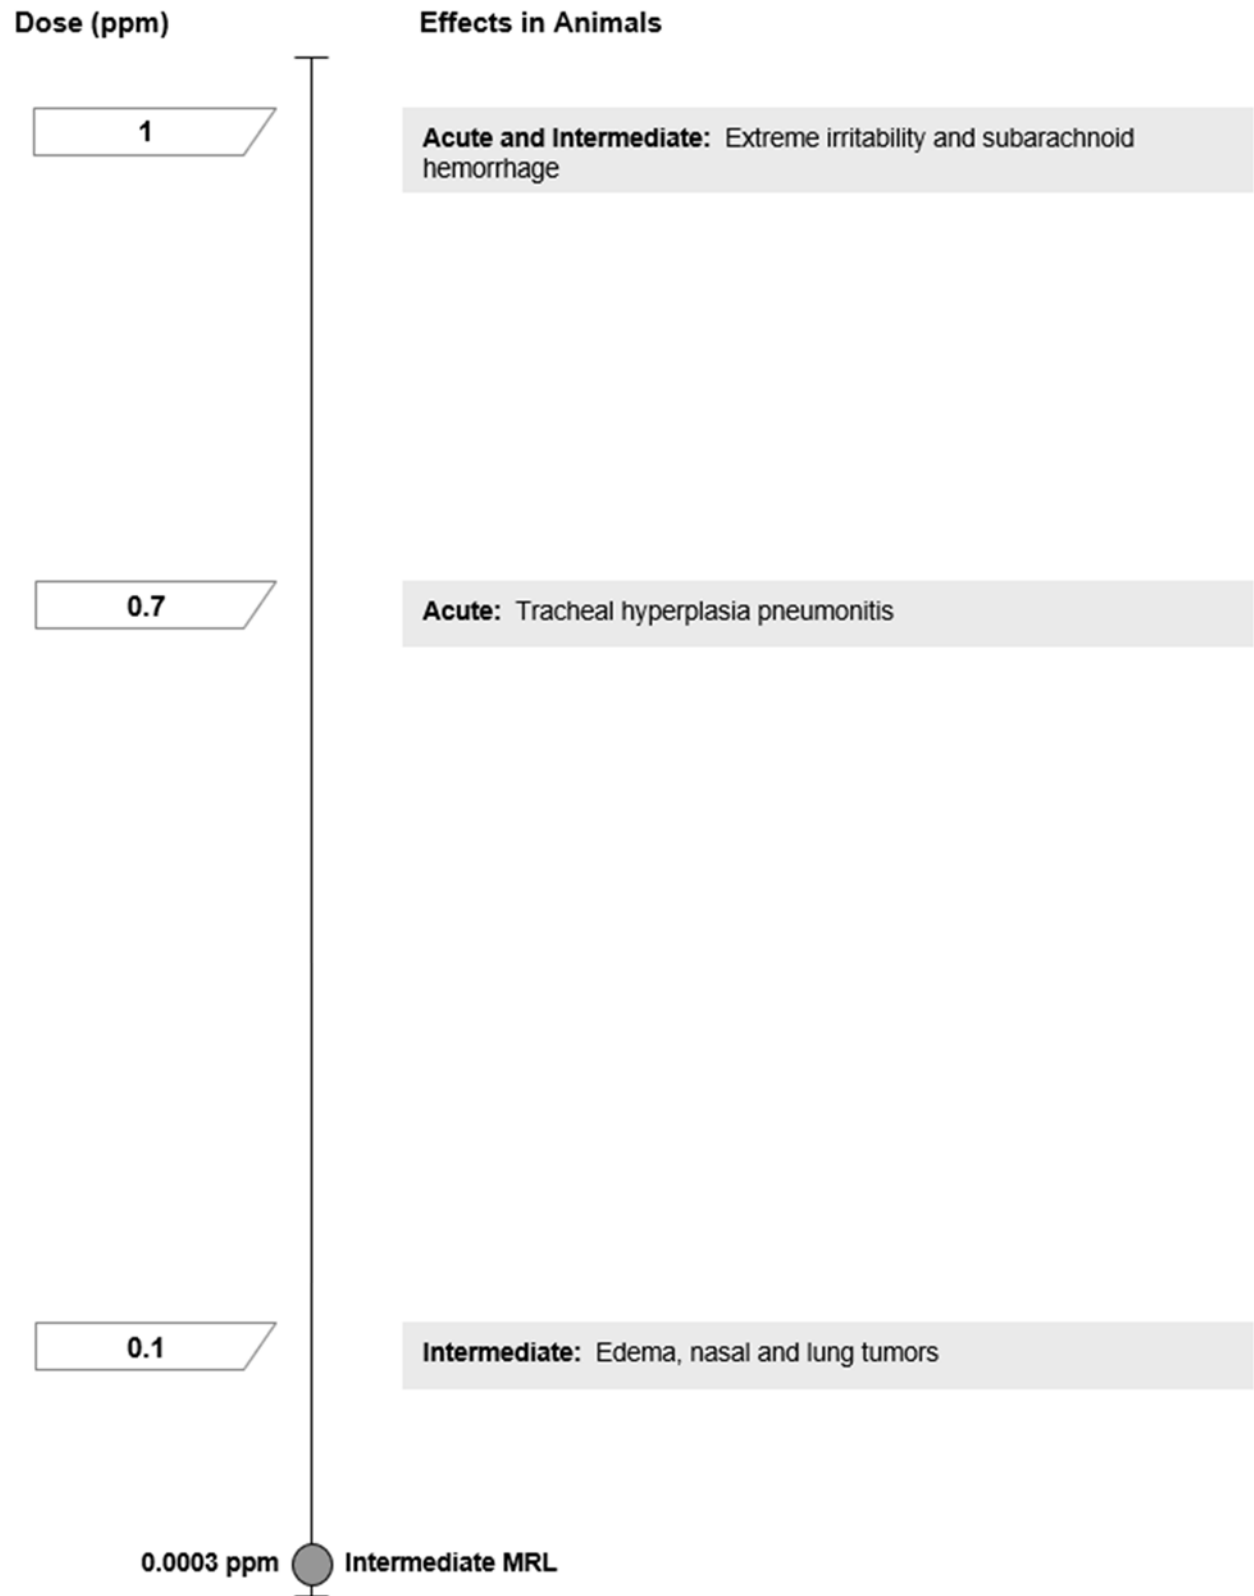 Dose (ppm) Effects in Animals
1
Acute and Intermediate: Extreme irritability and subarachnoid
hemorrhage
0.7
Acute: Tracheal hyperplasia pneumonitis
0.1
Intermediate: Edema, nasal and lung tumors
0.0003 ppm Intermediate MRL